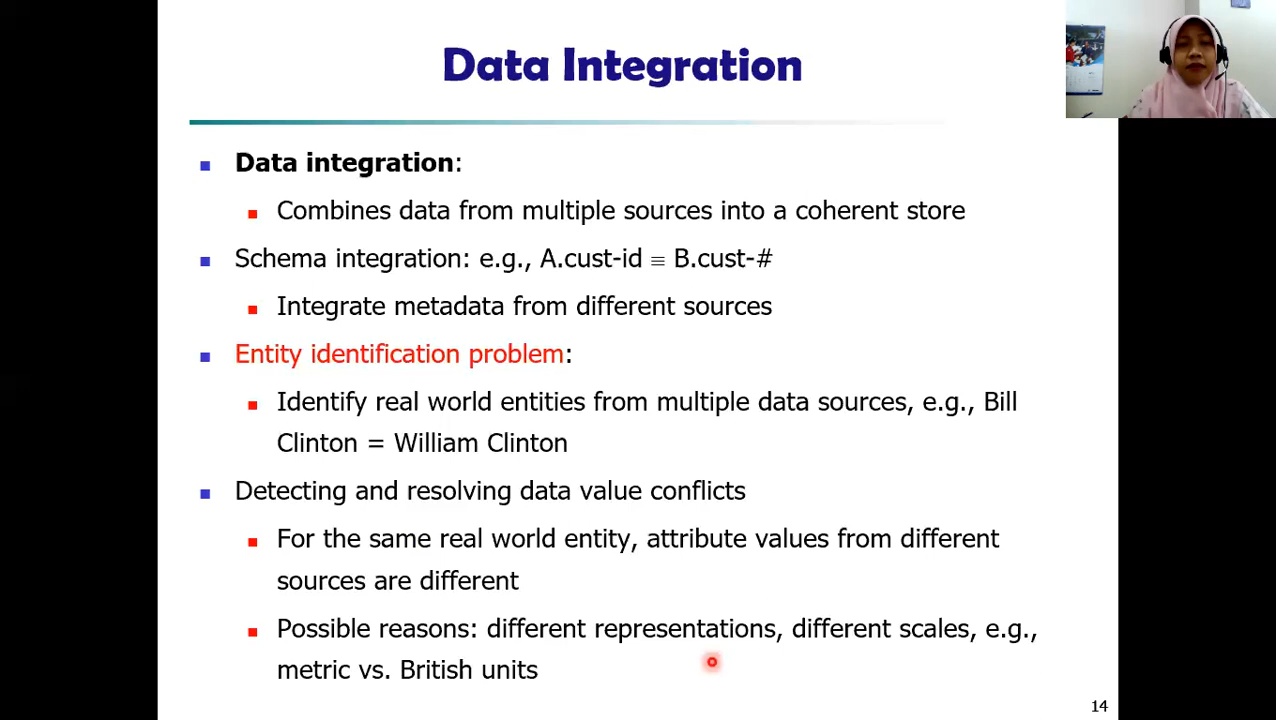 Data Integration
Data integration:
Combines data from multiple sources into a coherent store
Schema integration: e.g., A.cust-id ≡ B.cust-#
Integrate metadata from different sources
Entity identification problem:
Identify real world entities from multiple data sources, e.g., Bill
Clinton = William Clinton
Detecting and resolving data value conflicts
For the same real world entity, attribute values from different
sources are different
Possible reasons: different representations, different scales, e.g.,
metric vs. British units
14